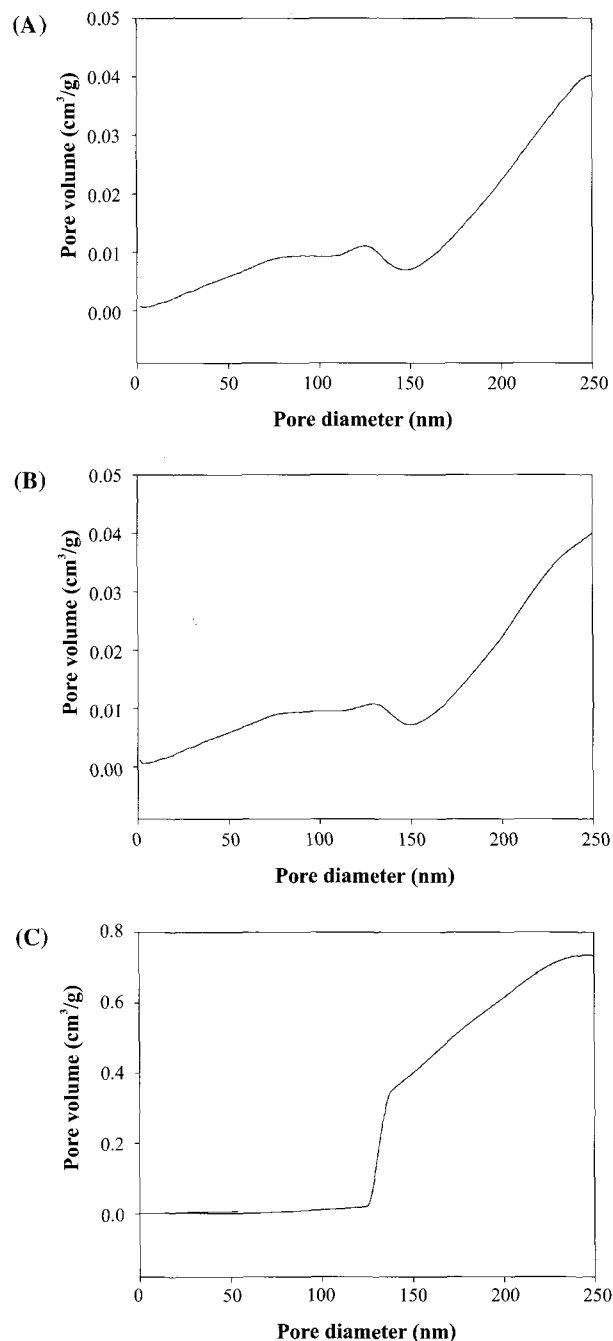 (A)
0.05
0.04
0.03
0.02
0.01
0.00
Pore volume (cm³/g)
0 50 100 150 200 250
Pore diameter (nm)
(B)
0.05
0.04
0.03
0.02
0.01
0.00
Pore volume (cm³/g)
0 50 100 150 200 250
Pore diameter (nm)
(C)
0.8
0.6
0.4
0.2
0.0
Pore volume (cm³/g)
0 50 100 150 200 250
Pore diameter (nm)